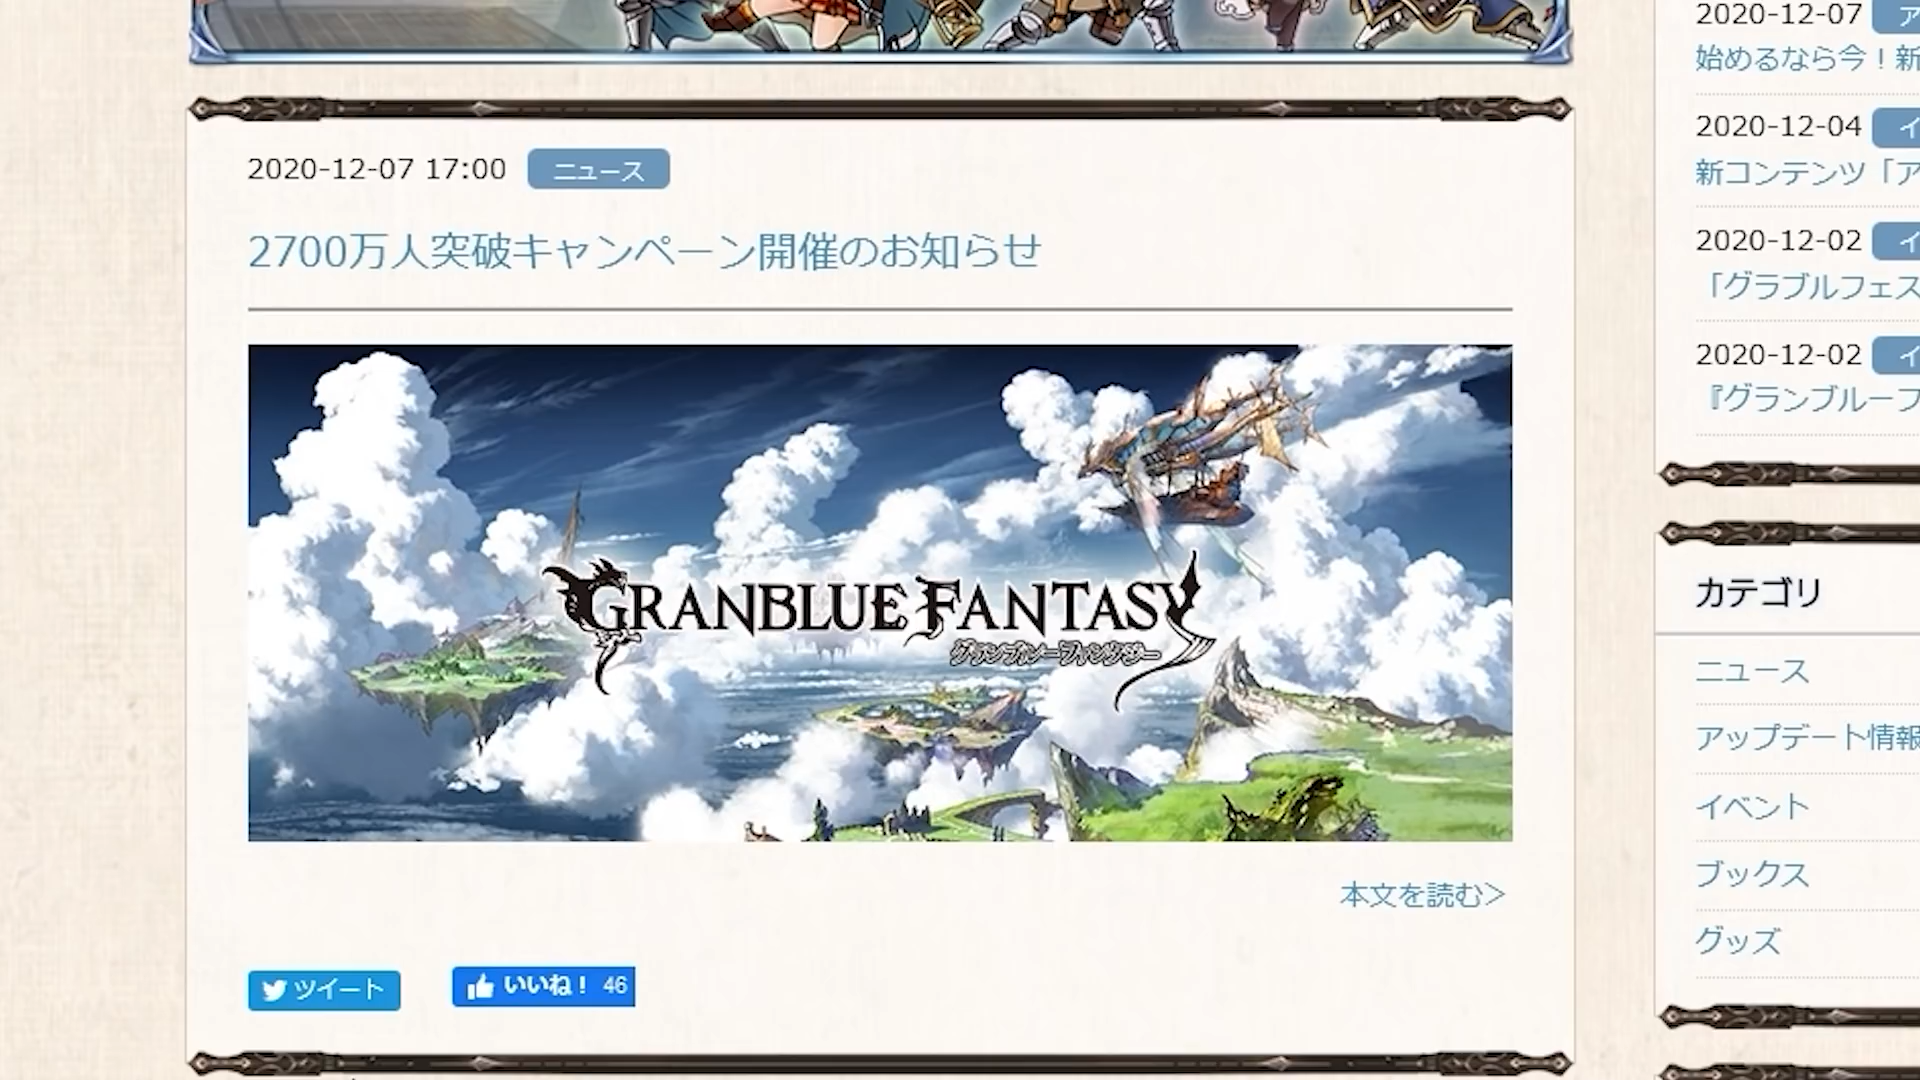 2020-12-07 17:00 ニュース
2700万人突破キャンペーン開催のお知らせ
GRANBLUE FANTASY
グランブルーファンタジー
本文を読む>
ツイート
いいね! 46
2020-12-07 ア
始めるなら今!新
2020-12-04 イ
新コンテンツ「ア
2020-12-02 イ
「グラブルフェス
2020-12-02 イ
『グランブルーフ
カテゴリ
ニュース
アップデート情報
イベント
ブックス
グッズ